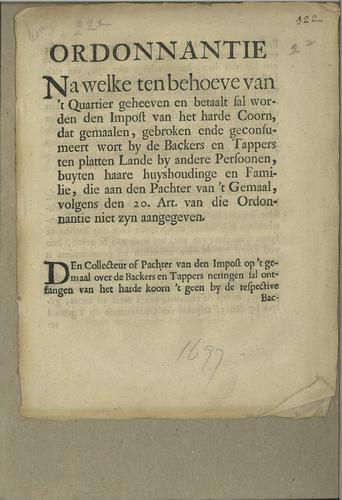 222
122
22
ORDONNANTIE
Na welke ten behoeve van
't Quartier geheeven en betaalt sal wor-
den den Impost van het harde Coorn,
dat gemaalen, gebroken ende geconsu-
meert wort by de Backers en Tappers
ten platten Lande by andere Persoonen,
buyten haare huyshoudinge en Fami-
lie, die aan den Pachter van 't Gemaal,
volgens den 20. Art. van die Ordon-
nantie niet zyn aangegeven.
DEn Collecteur of Pachter van den Impost op 't ge-
maal over de Backers en Tappers neringen sal ont-
fangen van het harde koorn 't geen by de respective
Bac-
1697